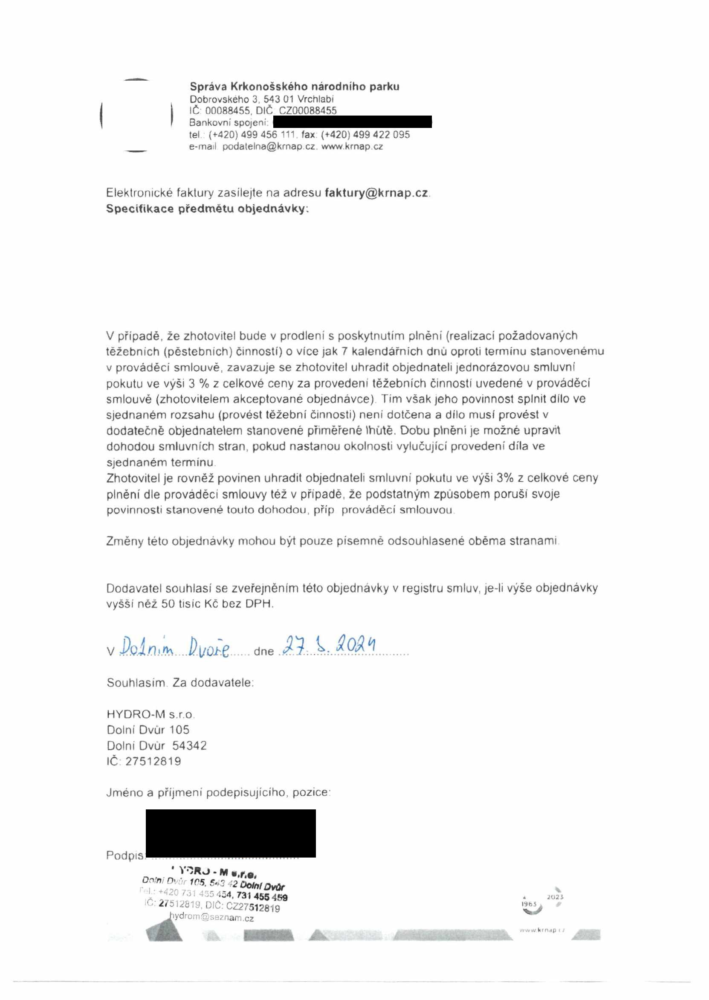 Správa Krkonošského národního parku
Dobrovského 3, 543 01 Vrchlabí
IČ: 00088455, DIČ: CZ00088455
Bankovní spojení:
tel.: (+420) 499 456 111, fax: (+420) 499 422 095
e-mail: podatelna@krnap.cz, www.krnap.cz
Elektronické faktury zasílejte na adresu faktury@krnap.cz.
Specifikace předmětu objednávky:
V případě, že zhotovitel bude v prodlení s poskytnutím plnění (realizací požadovaných
těžebních (pěstebních) činností) o více jak 7 kalendářních dnů oproti termínu stanovenému
v prováděcí smlouvě, zavazuje se zhotovitel uhradit objednateli jednorázovou smluvní
pokutu ve výši 3 % z celkové ceny za provedení těžebních činností uvedené v prováděcí
smlouvě (zhotovitelem akceptované objednávce). Tím však jeho povinnost splnit dílo ve
sjednaném rozsahu (provést těžební činnosti) není dotčena a dílo musí provést v
dodatečně objednatelem stanovené přiměřené lhůtě. Dobu plnění je možné upravit
dohodou smluvních stran, pokud nastanou okolnosti vylučující provedení díla ve
sjednaném termínu.
Zhotovitel je rovněž povinen uhradit objednateli smluvní pokutu ve výši 3% z celkové ceny
plnění dle prováděcí smlouvy též v případě, že podstatným způsobem poruší svoje
povinnosti stanovené touto dohodou, příp. prováděcí smlouvou.
Změny této objednávky mohou být pouze písemně odsouhlasené oběma stranami.
Dodavatel souhlasí se zveřejněním této objednávky v registru smluv, je-li výše objednávky
vyšší něž 50 tisíc Kč bez DPH.
V Dolním Dvoře dne 27. 2024
Souhlasím. Za dodavatele:
HYDRO-M s.r.o.
Dolní Dvůr 105
Dolní Dvůr 54342
IČ: 27512819
Jméno a příjmení podepisujícího, pozice:
Podpis:
HYDRO - M s.r.o.
Dolní Dvůr 105, 543 42 Dolní Dvůr
Tel.: +420 731 455 454, 731 455 459
IČ: 27512819, DIČ: CZ27512819
hydrom@seznam.cz
2023
1963
www.krnap.cz